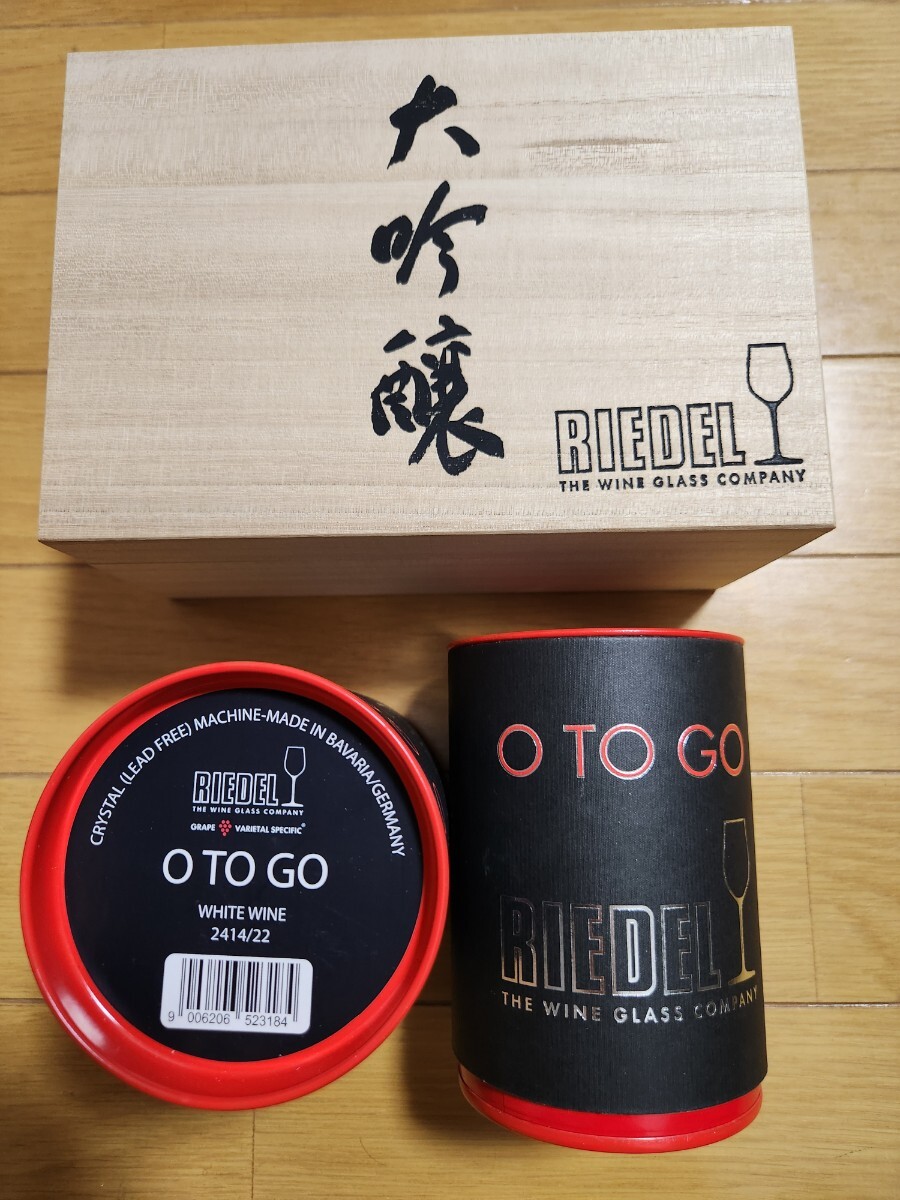 大吟醸
RIEDEL
THE WINE GLASS COMPANY
CRYSTAL (LEAD FREE) MACHINE-MADE IN BAVARIA/GERMANY
RIEDEL
THE WINE GLASS COMPANY
GRAPE VARIETAL SPECIFIC®
O TO GO
WHITE WINE
2414/22
9 006206 523184
O TO GO
RIEDEL
THE WINE GLASS COMPANY